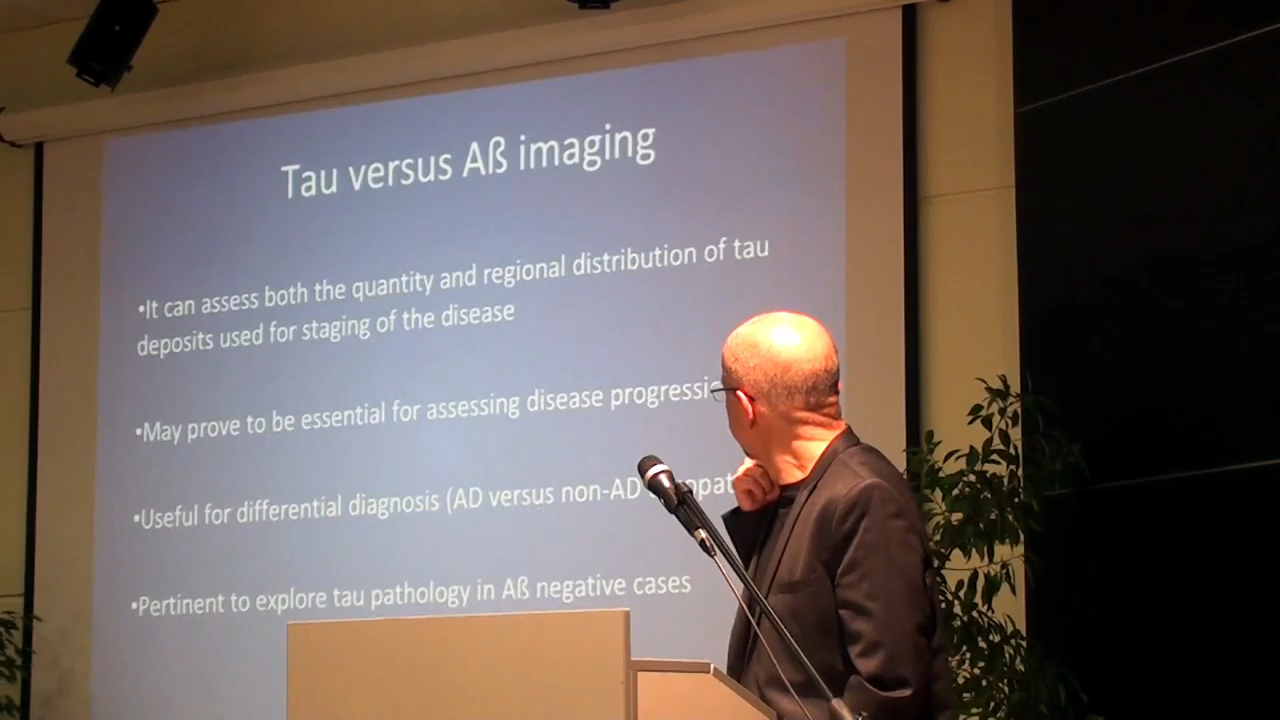 Tau versus Aß imaging
•It can assess both the quantity and regional distribution of tau
deposits used for staging of the disease
•May prove to be essential for assessing disease
•Useful for differential diagnosis (AD versus non-AD
•Pertinent to explore tau pathology in Aß negative cases